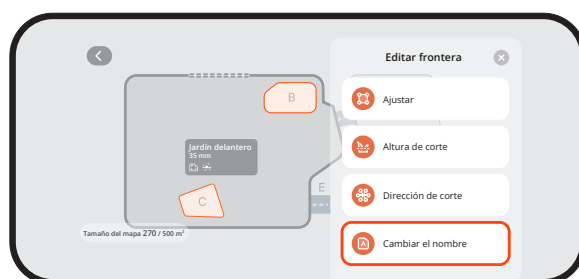 Editar frontera
B
Ajustar
Jardín delantero
35 mm
Altura de corte
E
Dirección de corte
C
Tamaño del mapa 270 / 500 m²
Cambiar el nombre